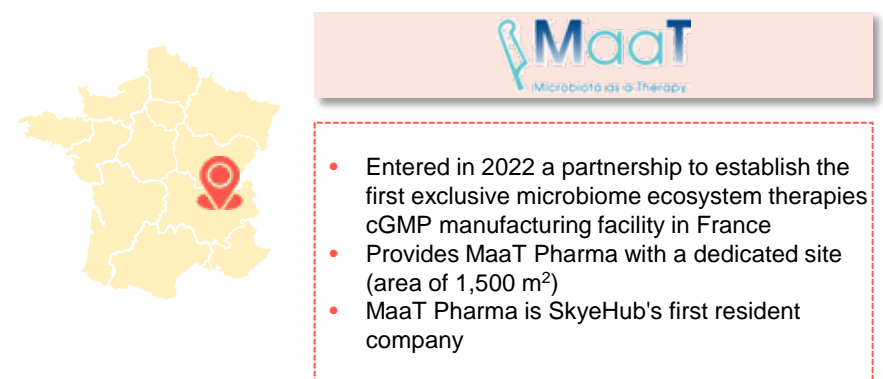 MaaT
Microbiota as a Therapy
• Entered in 2022 a partnership to establish the
first exclusive microbiome ecosystem therapies
cGMP manufacturing facility in France
• Provides MaaT Pharma with a dedicated site
(area of 1,500 m²)
• MaaT Pharma is SkyeHub's first resident
company